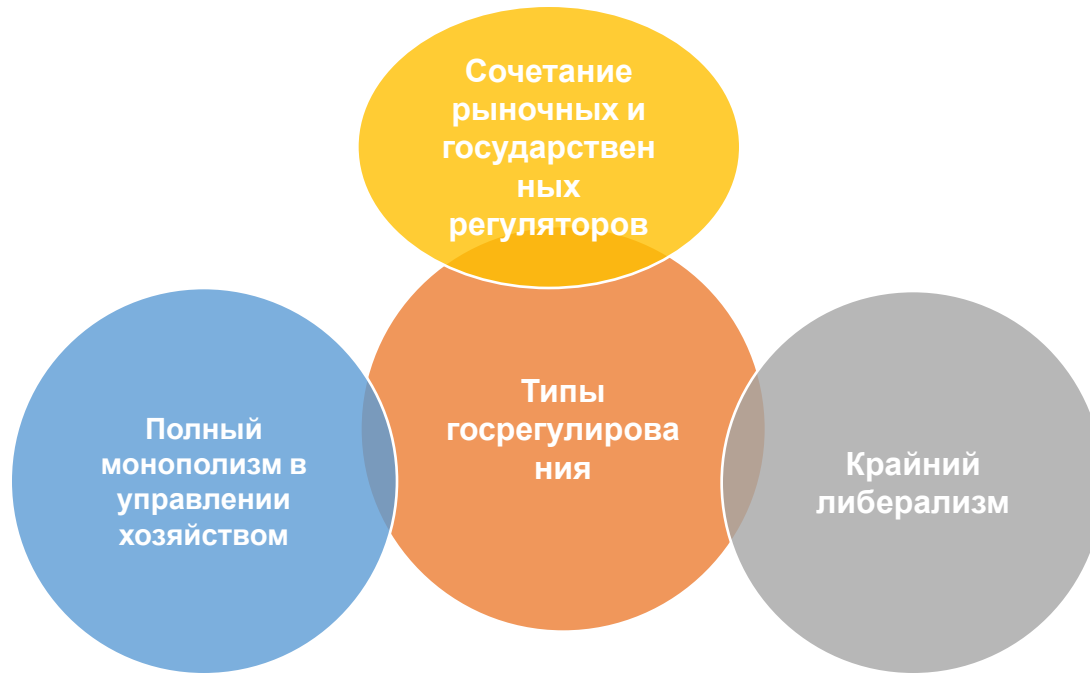 Сочетание
рыночных и
государствен
ных
регуляторов
Типы
госрегулирова
ния
Полный
монополизм в
управлении
хозяйством
Крайний
либерализм